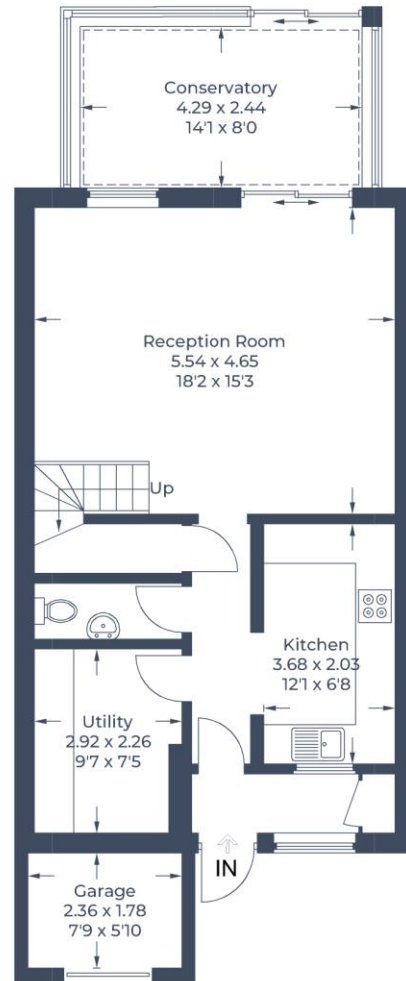 Conservatory
4.29 x 2.44
14'1 x 8'0
Reception Room
5.54 x 4.65
18'2 x 15'3
Up
Kitchen
3.68 x 2.03
12'1 x 6'8
Utility
2.92 x 2.26
9'7 x 7'5
IN
Garage
2.36 x 1.78
7'9 x 5'10